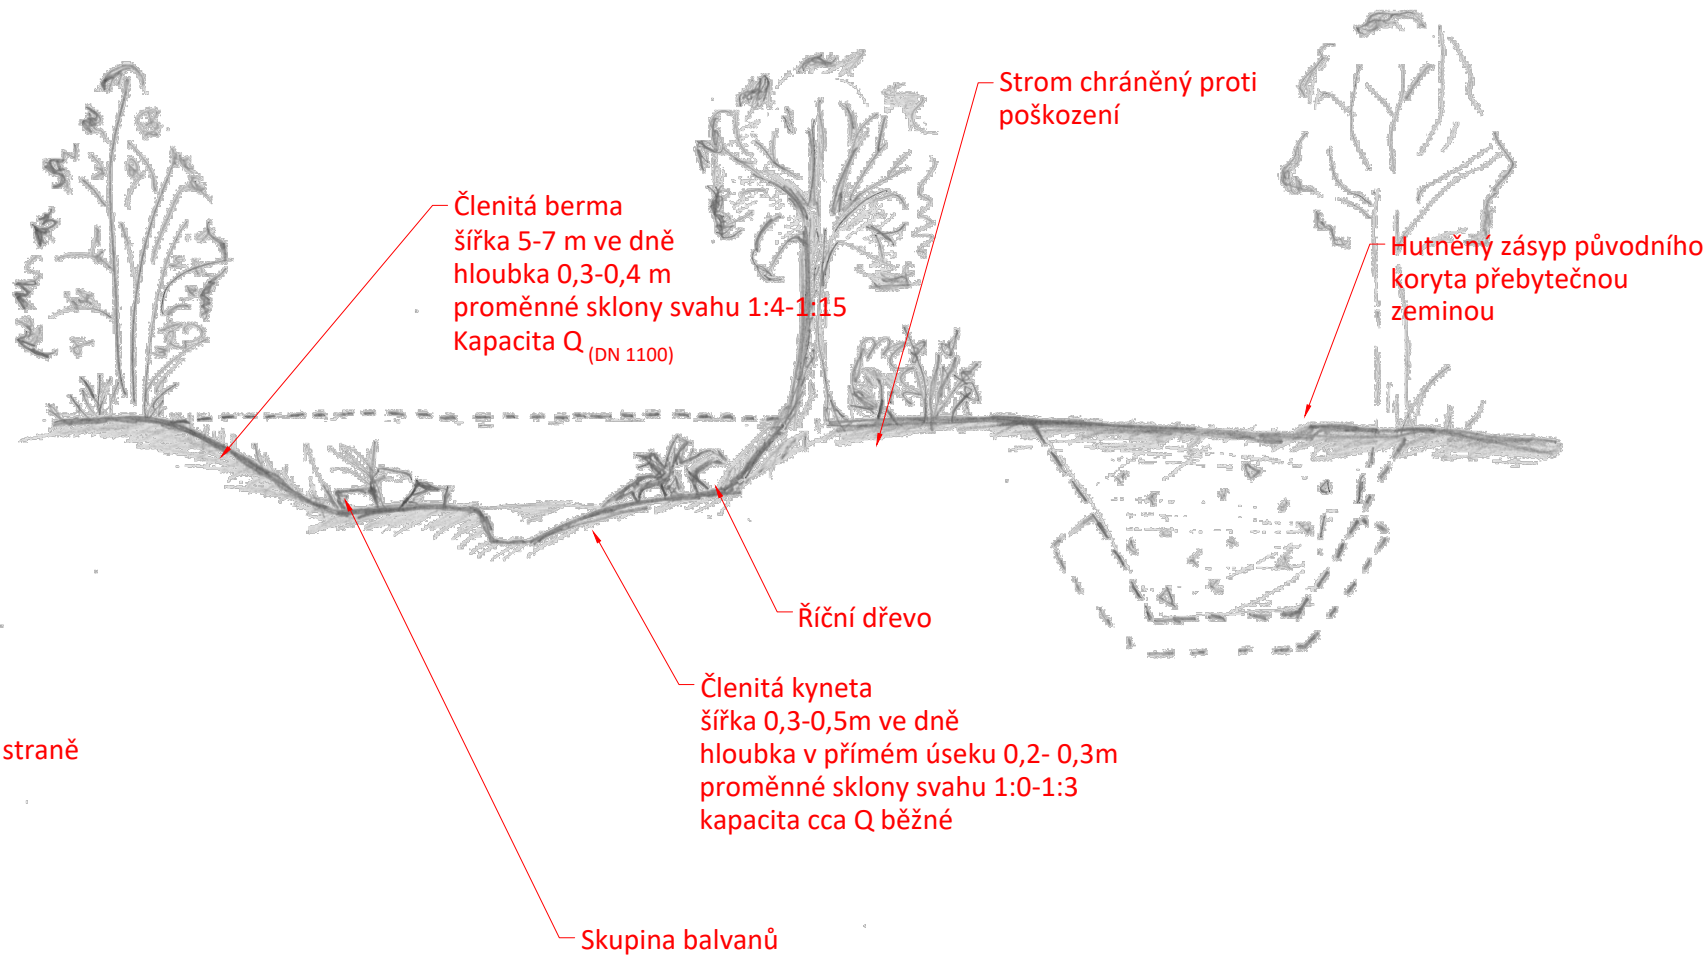 Strom chráněný proti
poškození
Členitá berma
šířka 5-7 m ve dně
hloubka 0,3-0,4 m
proměnné sklony svahu 1:4-1:15
Kapacita Q (DN 1100)
Hutněný zásyp původního
koryta přebytečnou
zeminou
Říční dřevo
Členitá kyneta
šířka 0,3-0,5m ve dně
hloubka v přímém úseku 0,2- 0,3m
proměnné sklony svahu 1:0-1:3
kapacita cca Q běžné
straně
Skupina balvanů